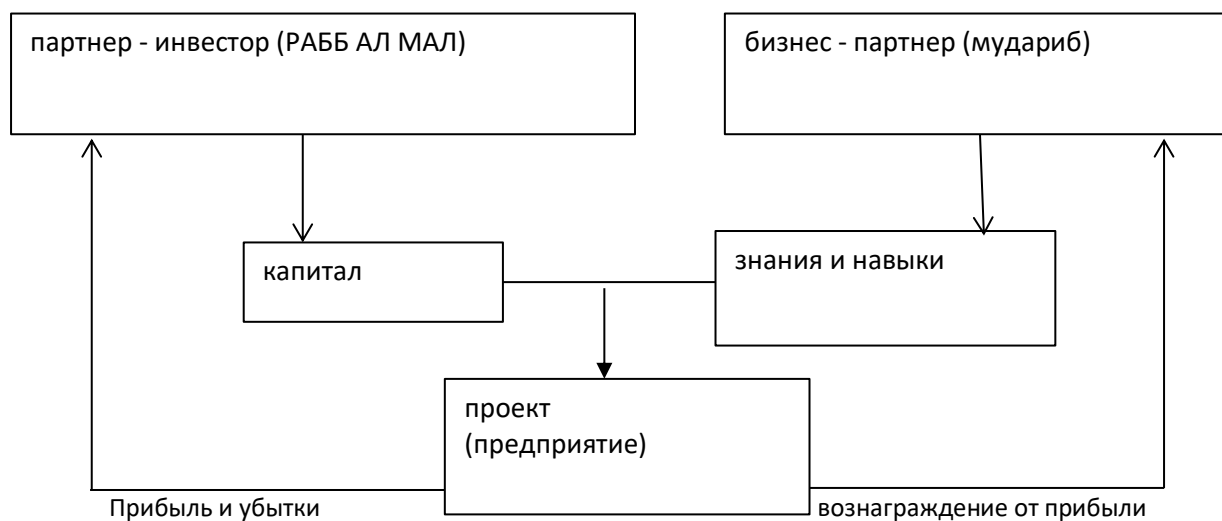 партнер - инвестор (РАББ АЛ МАЛ)
бизнес - партнер (мудариб)
капитал
знания и навыки
проект
(предприятие)
Прибыль и убытки
вознаграждение от прибыли